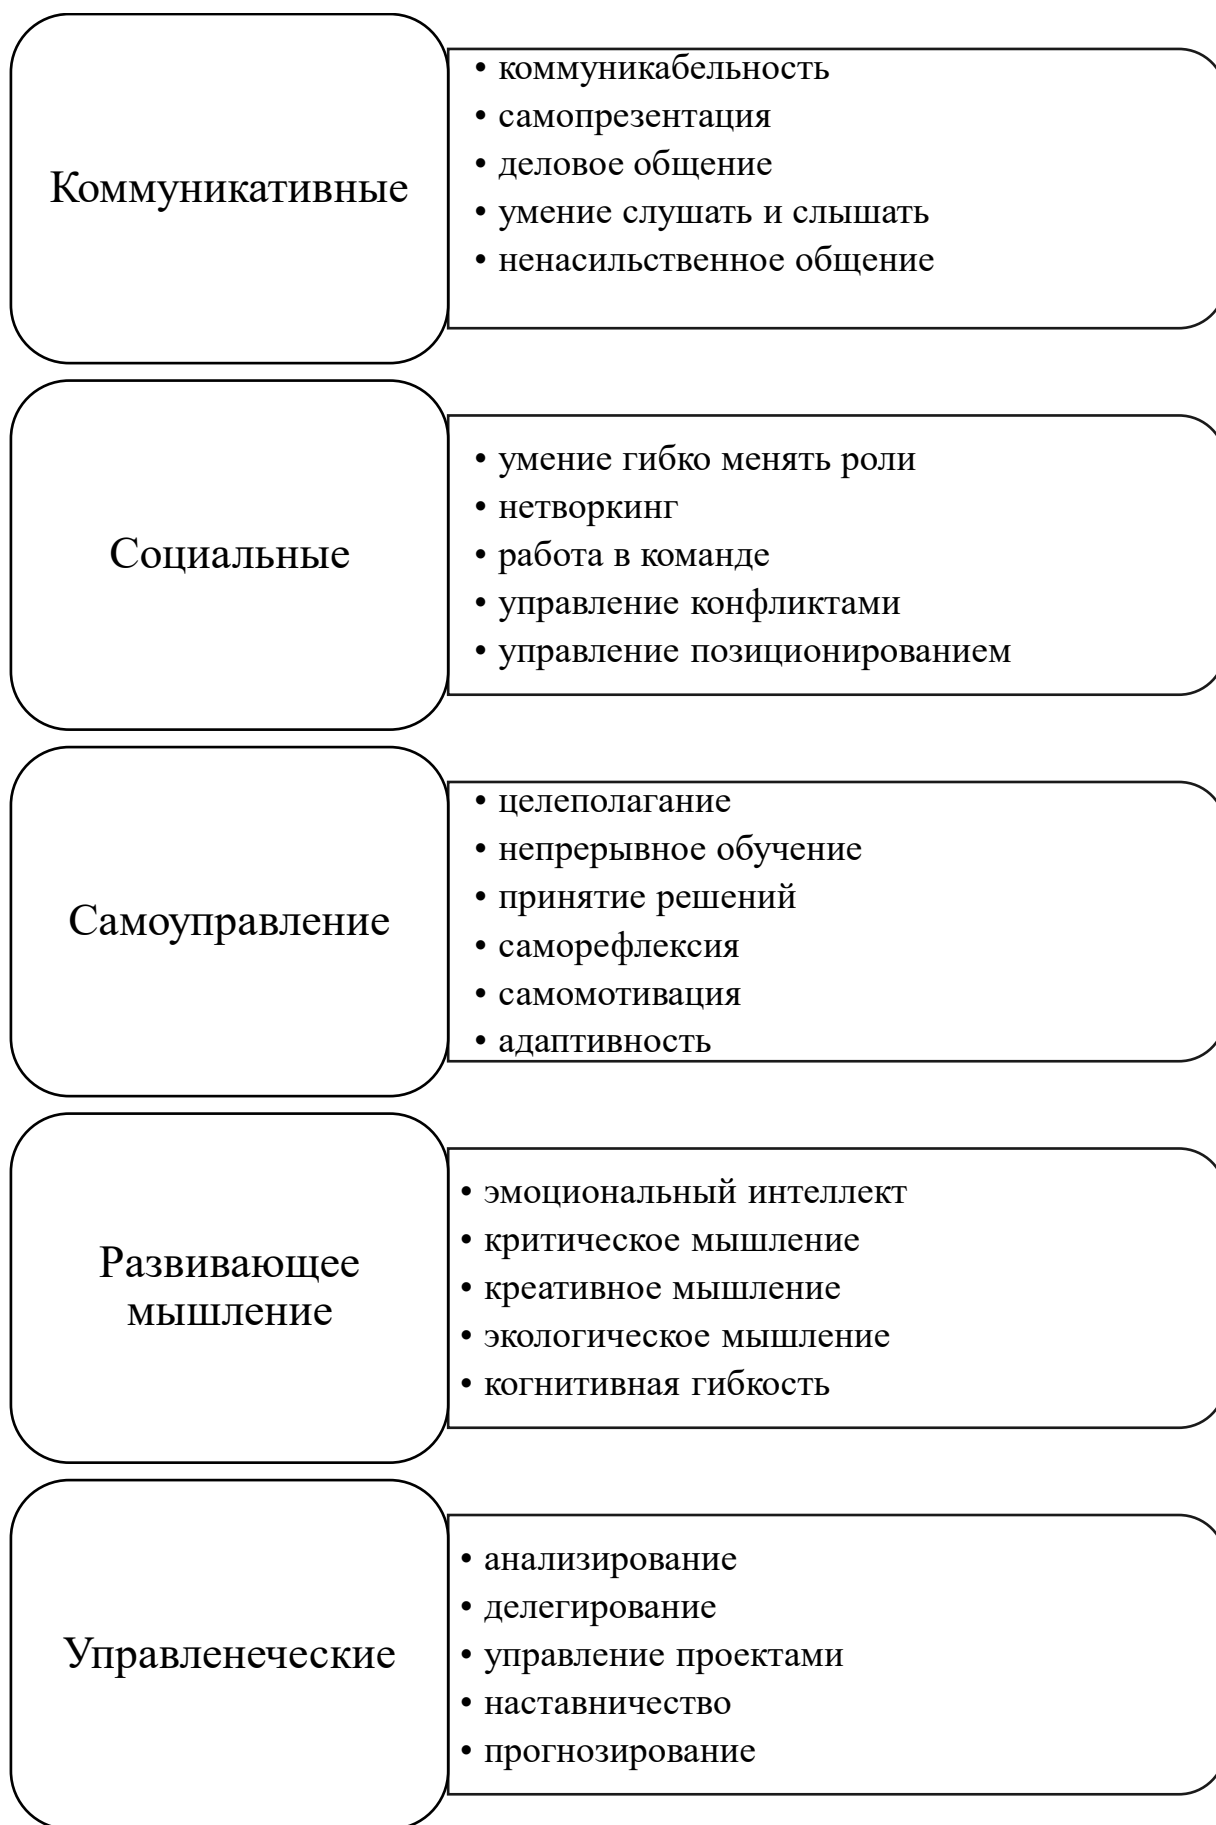 Коммуникативные
• коммуникабельность
• самопрезентация
• деловое общение
• умение слушать и слышать
• ненасильственное общение
Социальные
• умение гибко менять роли
• нетворкинг
• работа в команде
• управление конфликтами
• управление позиционированием
Самоуправление
• целеполагание
• непрерывное обучение
• принятие решений
• саморефлексия
• самомотивация
• адаптивность
Развивающее
мышление
• эмоциональный интеллект
• критическое мышление
• креативное мышление
• экологическое мышление
• когнитивная гибкость
Управленеческие
• анализирование
• делегирование
• управление проектами
• наставничество
• прогнозирование